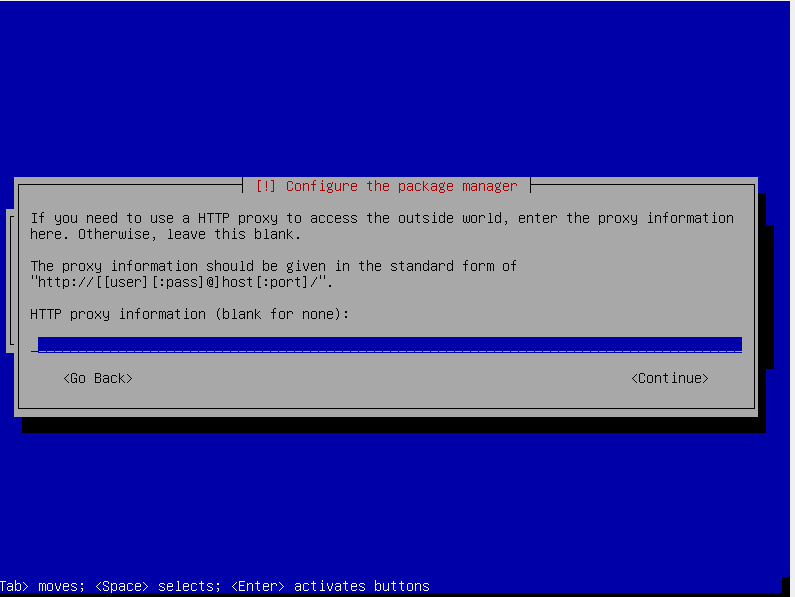 [!] Configure the package manager
If you need to use a HTTP proxy to access the outside world, enter the proxy information
here. Otherwise, leave this blank.
The proxy information should be given in the standard form of
"http://[[user][:pass]@]host[:port]/".
HTTP proxy information (blank for none):
<Go Back> <Continue>
Tab> moves; <Space> selects; <Enter> activates buttons